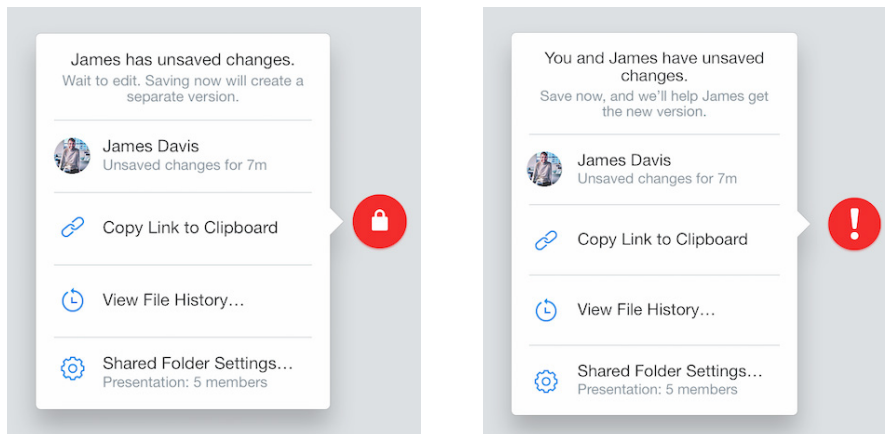 James has unsaved changes.
Wait to edit. Saving now will create a
separate version.
James Davis
Unsaved changes for 7m
Copy Link to Clipboard
View File History…
Shared Folder Settings…
Presentation: 5 members
You and James have unsaved
changes.
Save now, and we’ll help James get
the new version.
James Davis
Unsaved changes for 7m
Copy Link to Clipboard
View File History…
Shared Folder Settings…
Presentation: 5 members